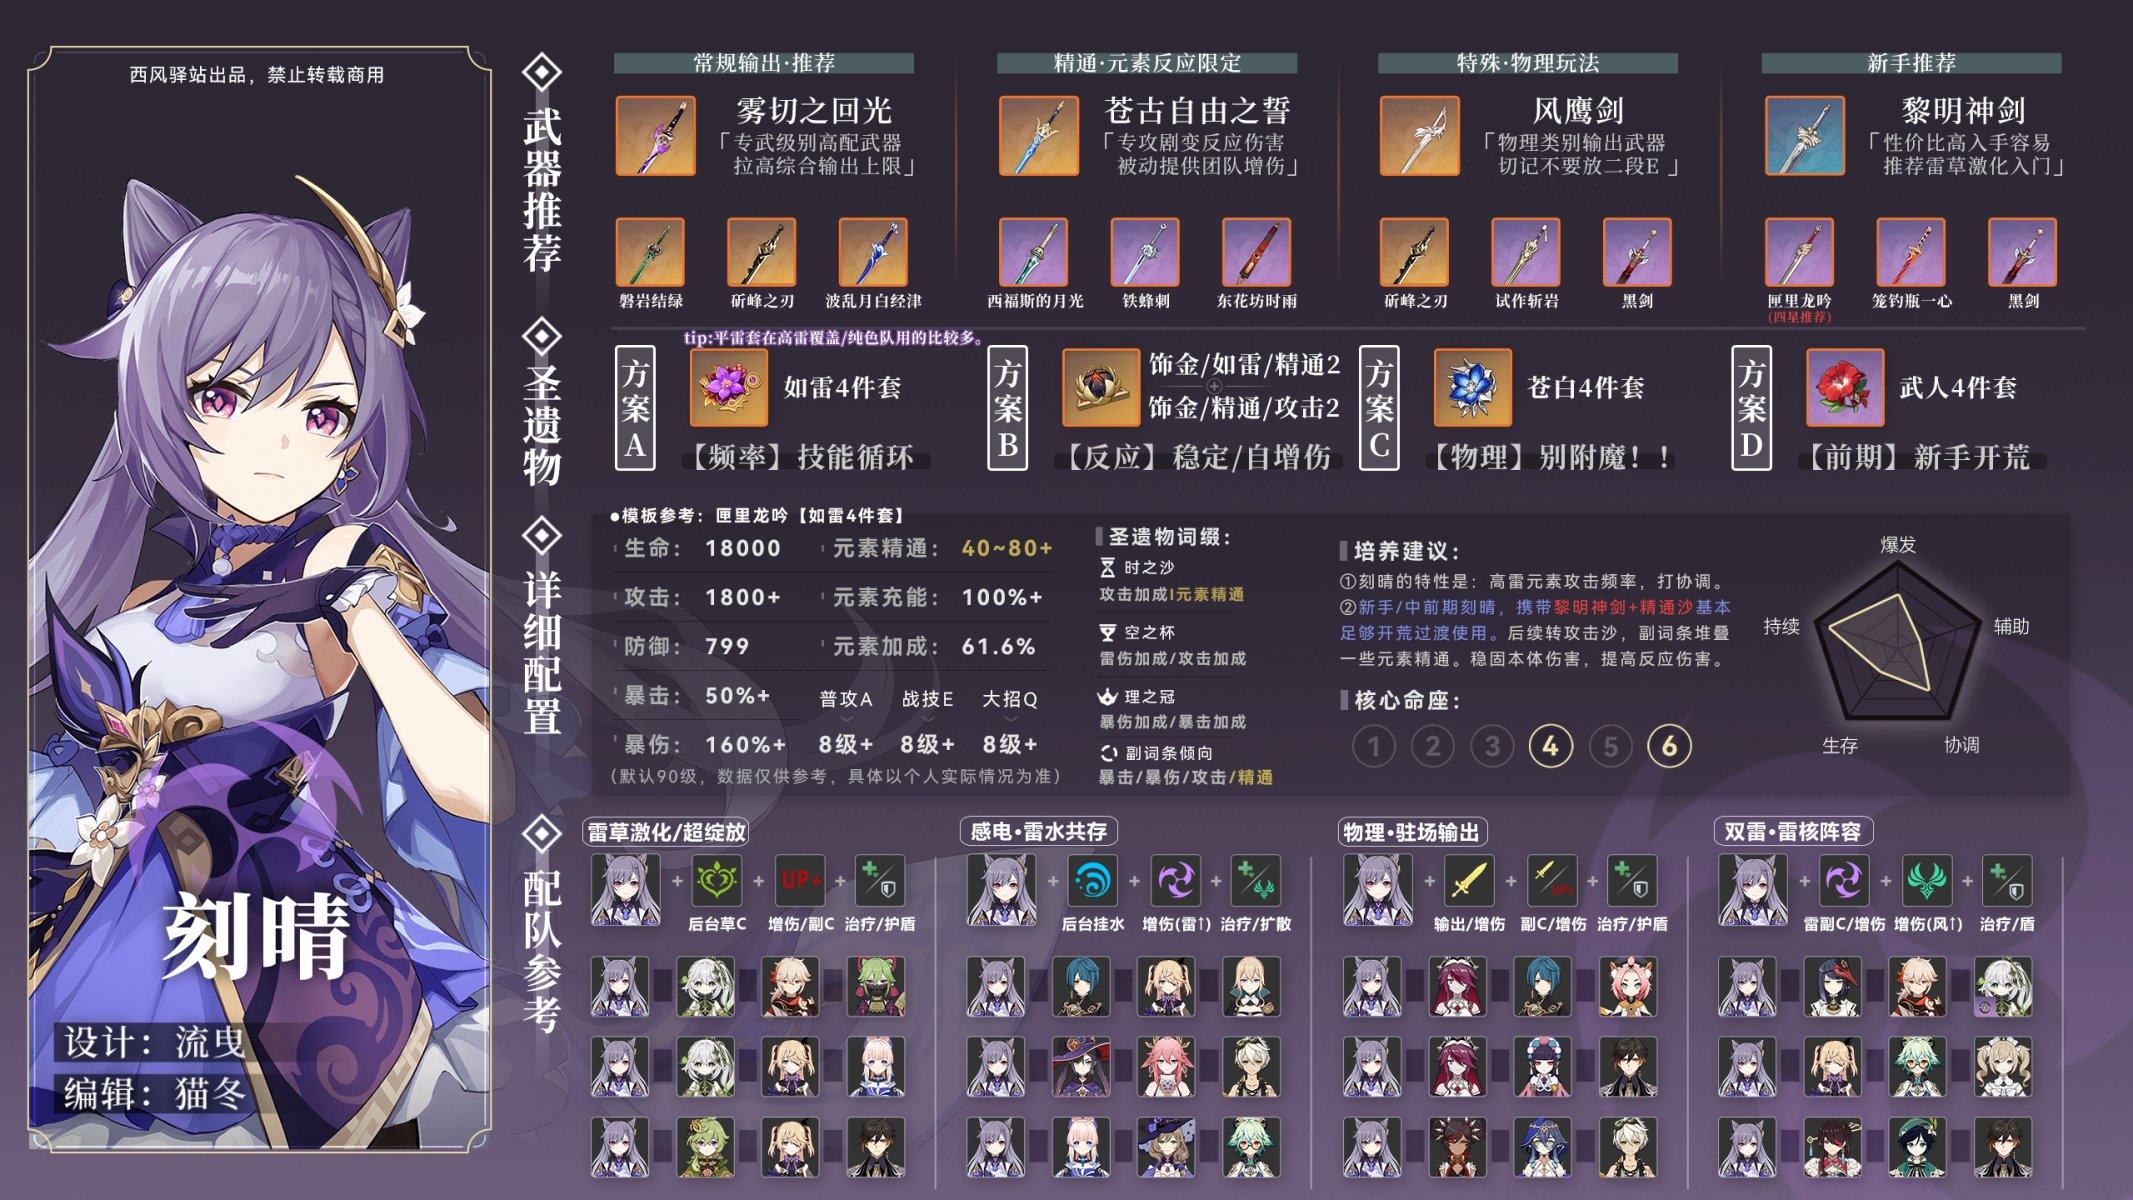 西风驿站出品，禁止转载商用
刻晴
设计：流曳
编辑：猫冬
武器推荐
常规输出·推荐
雾切之回光
「专武级别高配武器
拉高综合输出上限」
磐岩结绿
斫峰之刃
波乱月白经津
精通·元素反应限定
苍古自由之誓
「专攻剧变反应伤害
被动提供团队增伤」
西福斯的月光
铁蜂刺
东花坊时雨
特殊·物理玩法
风鹰剑
「物理类别输出武器
切记不要放二段E」
斫峰之刃
试作斩岩
黑剑
新手推荐
黎明神剑
「性价比高入手容易
推荐雷草激化入门」
匣里龙吟
(四星推荐)
笼钓瓶一心
黑剑
圣遗物
tip:平雷套在高雷覆盖/纯色队用的比较多。
方案A
如雷4件套
【频率】技能循环
方案B
饰金/如雷/精通2
饰金/精通/攻击2
【反应】稳定/自增伤
方案C
苍白4件套
【物理】别附魔！！
方案D
武人4件套
【前期】新手开荒
详细配置
●模板参考：匣里龙吟【如雷4件套】
生命： 18000 元素精通： 40~80+
攻击： 1800+ 元素充能： 100%+
防御： 799 元素加成： 61.6%
暴击： 50%+ 普攻A 战技E 大招Q
暴伤： 160%+ 8级+ 8级+ 8级+
(默认90级，数据仅供参考，具体以个人实际情况为准)
圣遗物词缀：
时之沙
攻击加成|元素精通
空之杯
雷伤加成/攻击加成
理之冠
暴伤加成/暴击加成
副词条倾向
暴击/暴伤/攻击/精通
培养建议：
①刻晴的特性是：高雷元素攻击频率，打协调。
②新手/中前期刻晴，携带黎明神剑+精通沙基本
足够开荒过渡使用。后续转攻击沙，副词条堆叠
一些元素精通。稳固本体伤害，提高反应伤害。
核心命座：
1 2 3 4 5 6
爆发
持续
辅助
生存
协调
配队参考
雷草激化/超绽放
UP+
后台草C 增伤/副C 治疗/护盾
感电·雷水共存
后台挂水 增伤(雷↑) 治疗/扩散
物理·驻场输出
UP+
输出/增伤 副C/增伤 治疗/护盾
双雷·雷核阵容
雷副C/增伤 增伤(风↑) 治疗/盾